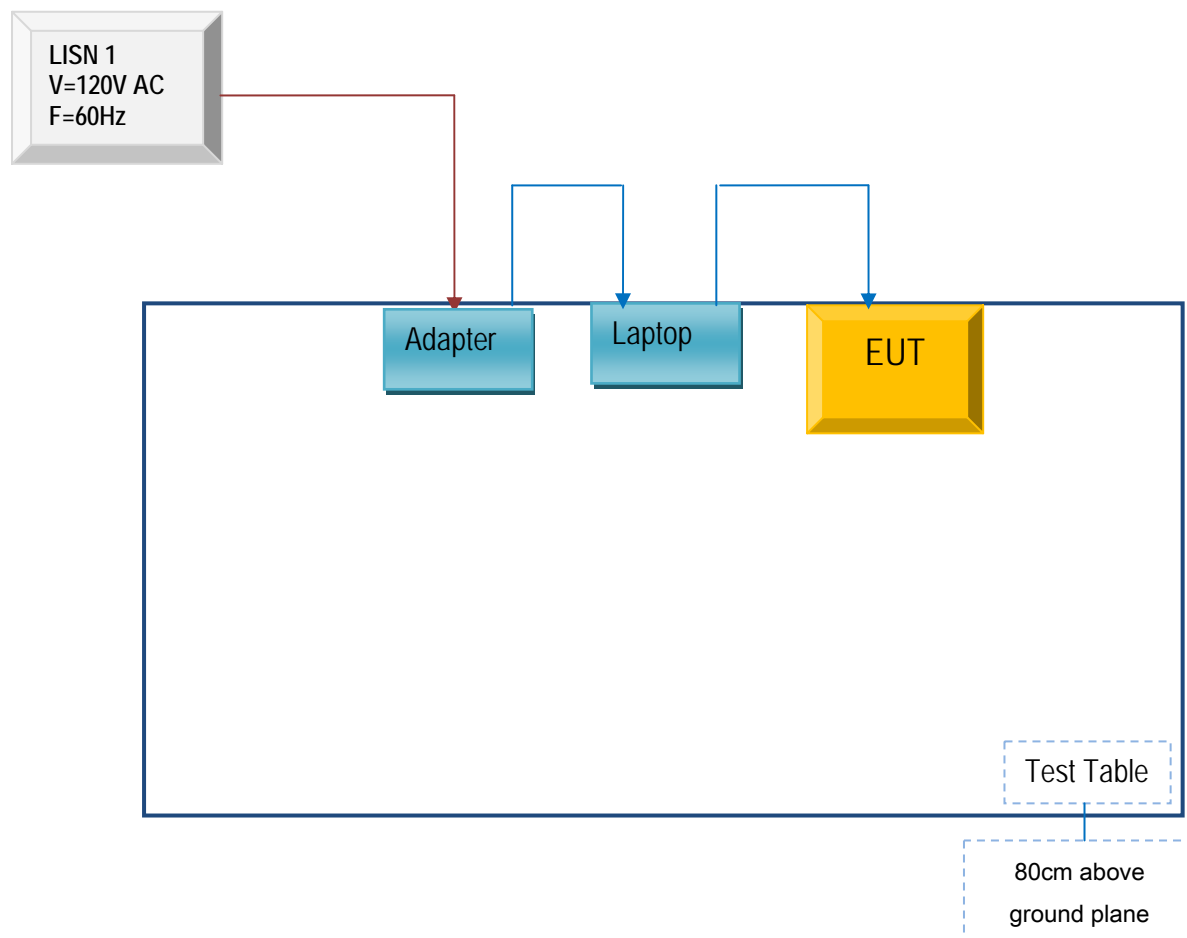 LISN 1
V=120V AC
F=60Hz
Adapter
Laptop
EUT
Test Table
80cm above
ground plane